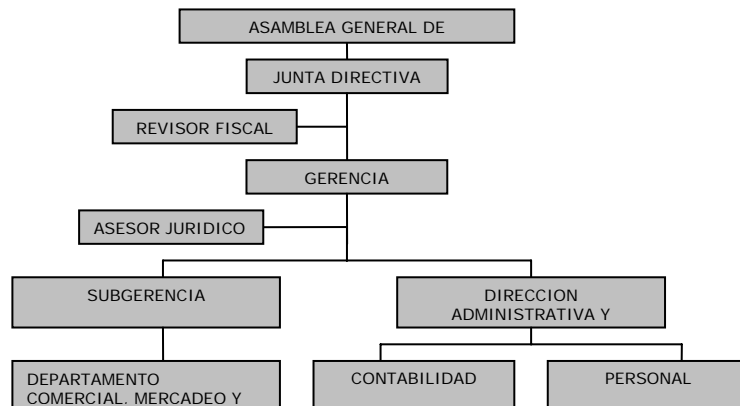 ASAMBLEA GENERAL DE
JUNTA DIRECTIVA
REVISOR FISCAL
GERENCIA
ASESOR JURIDICO
SUBGERENCIA
DIRECCION
ADMINISTRATIVA Y
DEPARTAMENTO
COMERCIAL. MERCADEO Y
CONTABILIDAD
PERSONAL